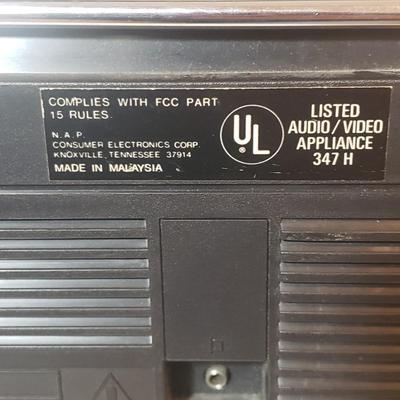 COMPLIES WITH FCC PART
15 RULES.
N. A. P.
CONSUMER ELECTRONICS CORP.
KNOXVILLE, TENNESSEE 37914
MADE IN MALAYSIA
UL
®
LISTED
AUDIO/VIDEO
APPLIANCE
347 H